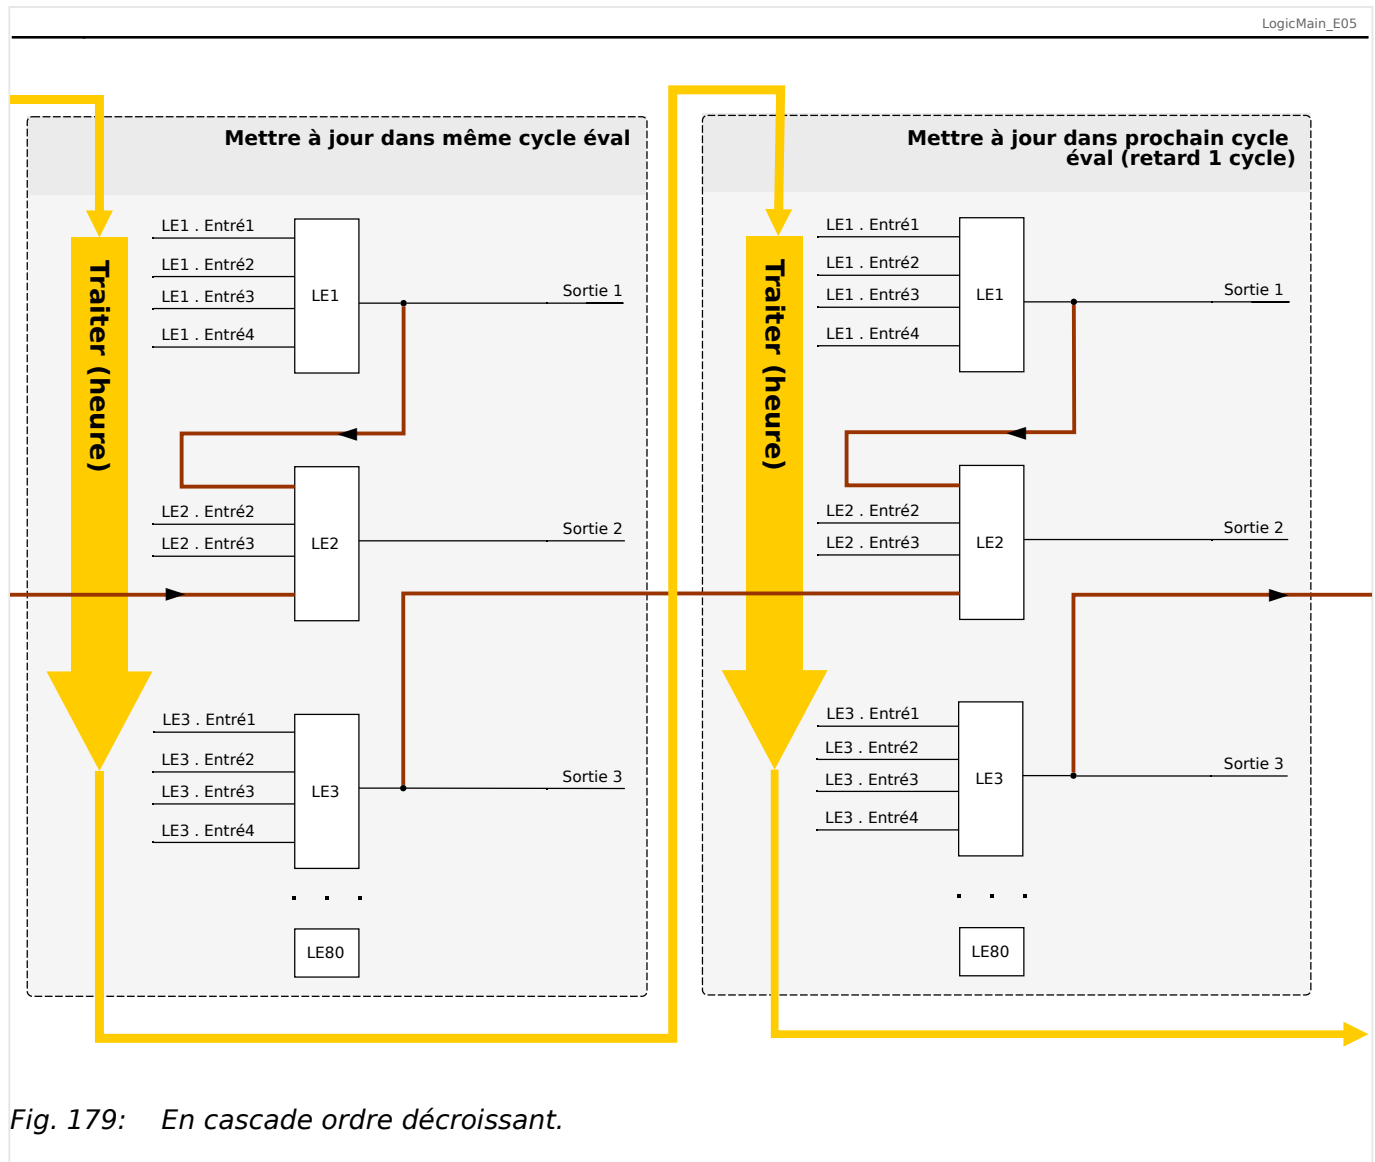 LogicMain_E05
Mettre à jour dans même cycle éval
Traiter (heure)
LE1 . Entré1
LE1 . Entré2
LE1 . Entré3
LE1 . Entré4
LE1
Sortie 1
LE2 . Entré2
LE2 . Entré3
LE2
Sortie 2
LE3 . Entré1
LE3 . Entré2
LE3 . Entré3
LE3 . Entré4
LE3
Sortie 3
. . .
LE80
Mettre à jour dans prochain cycle
éval (retard 1 cycle)
Traiter (heure)
LE1 . Entré1
LE1 . Entré2
LE1 . Entré3
LE1 . Entré4
LE1
Sortie 1
LE2 . Entré2
LE2 . Entré3
LE2
Sortie 2
LE3 . Entré1
LE3 . Entré2
LE3 . Entré3
LE3 . Entré4
LE3
Sortie 3
. . .
LE80
Fig. 179: En cascade ordre décroissant.